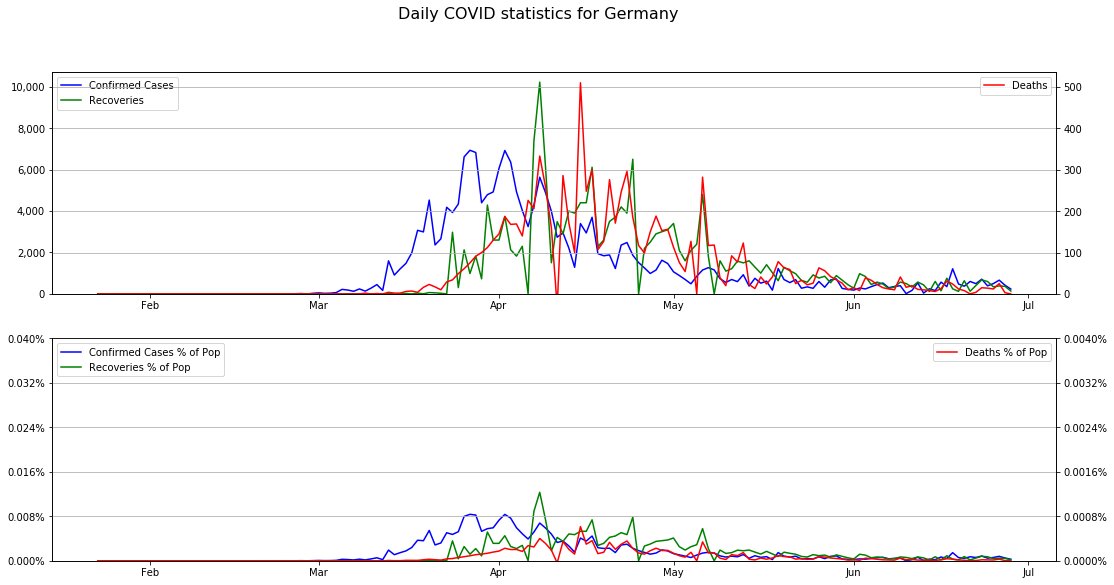 Daily COVID statistics for Germany
Confirmed Cases
Recoveries
Deaths
10,000
8,000
6,000
4,000
2,000
0
500
400
300
200
100
0
Feb
Mar
Apr
May
Jun
Jul
Confirmed Cases % of Pop
Recoveries % of Pop
Deaths % of Pop
0.040%
0.032%
0.024%
0.016%
0.008%
0.000%
0.0040%
0.0032%
0.0024%
0.0016%
0.0008%
0.0000%
Feb
Mar
Apr
May
Jun
Jul